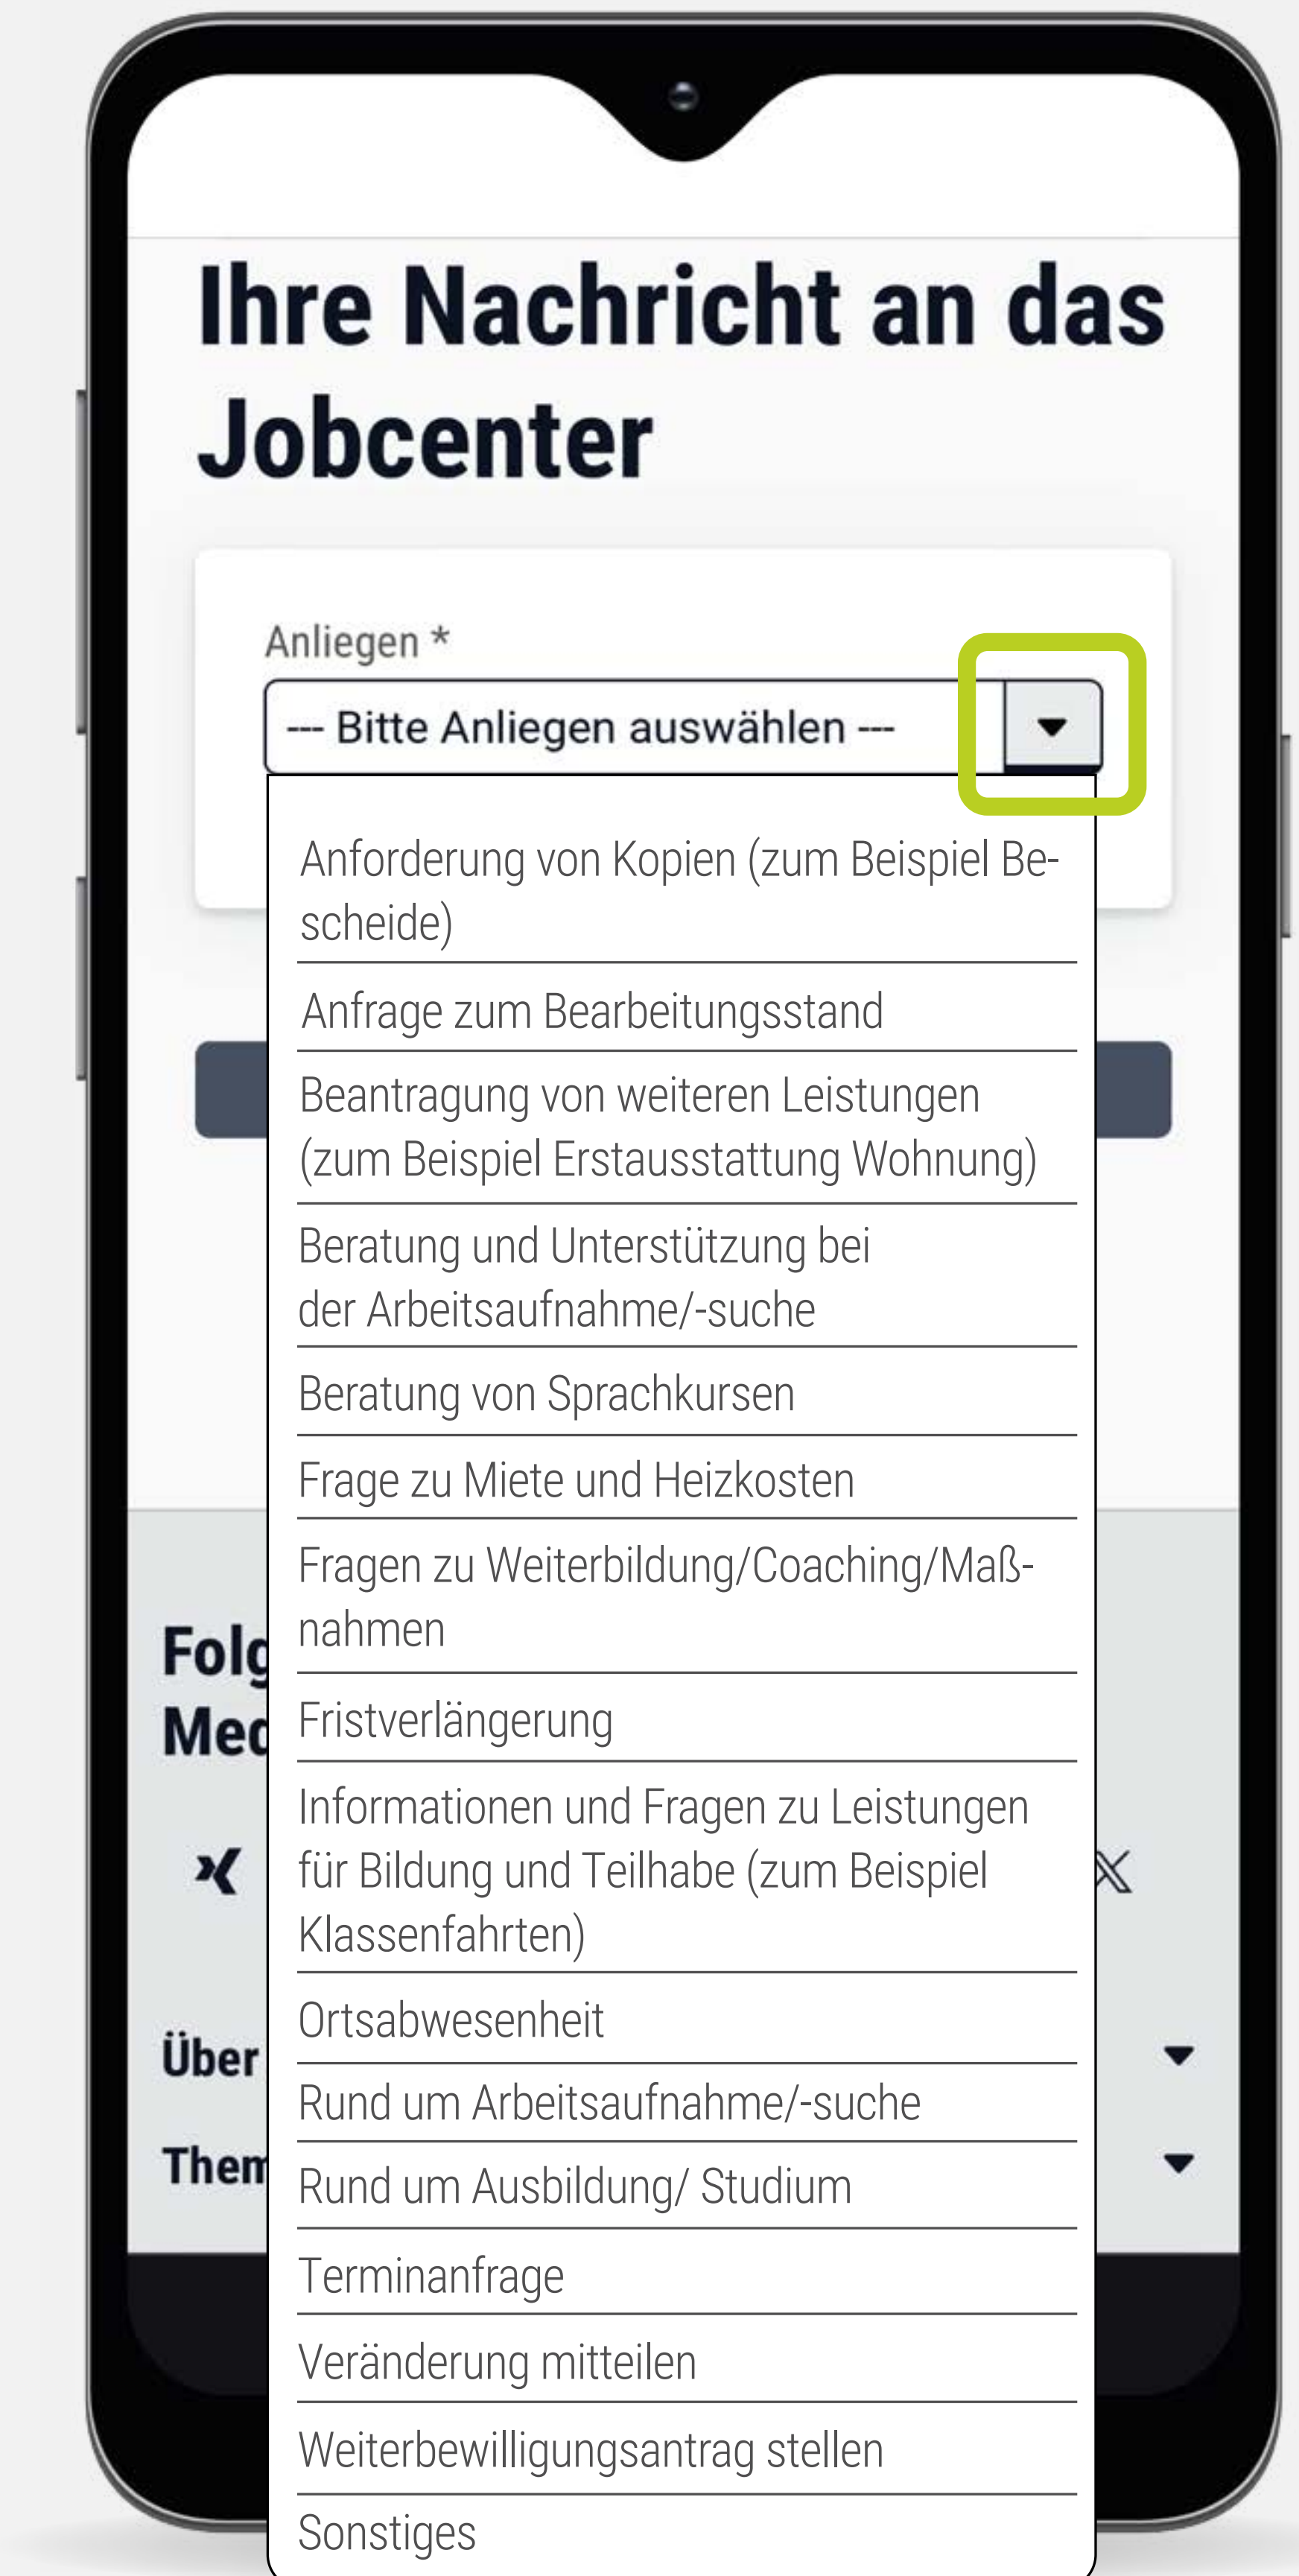 Ihre Nachricht an das
Jobcenter
Anliegen *
--- Bitte Anliegen auswählen ---
Anforderung von Kopien (zum Beispiel Be-
scheide)
Anfrage zum Bearbeitungsstand
Beantragung von weiteren Leistungen
(zum Beispiel Erstausstattung Wohnung)
Beratung und Unterstützung bei
der Arbeitsaufnahme/-suche
Beratung von Sprachkursen
Frage zu Miete und Heizkosten
Fragen zu Weiterbildung/Coaching/Maß-
nahmen
Folg
Med
Fristverlängerung
Informationen und Fragen zu Leistungen
für Bildung und Teilhabe (zum Beispiel
Klassenfahrten)
Ortsabwesenheit
Über
Rund um Arbeitsaufnahme/-suche
Them
Rund um Ausbildung/ Studium
Terminanfrage
Veränderung mitteilen
Weiterbewilligungsantrag stellen
Sonstiges